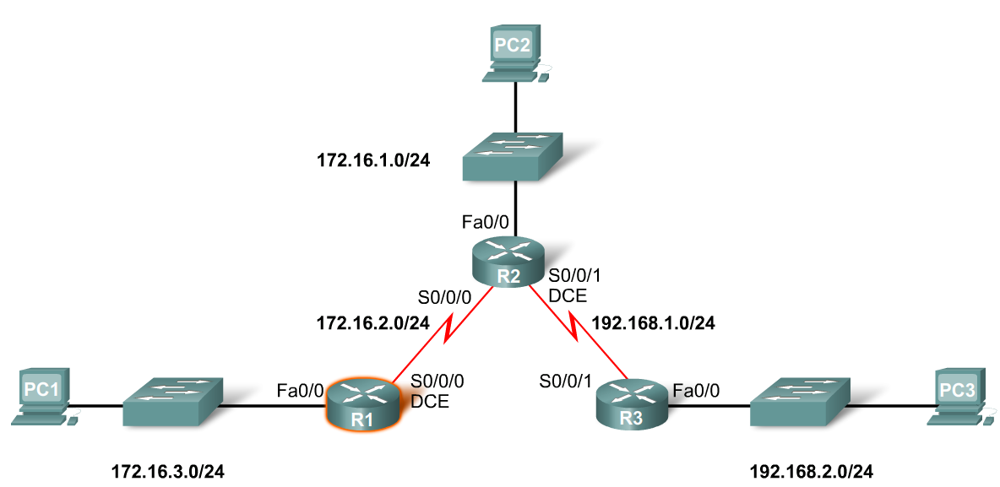 PC2
172.16.1.0/24
Fa0/0
R2
S0/0/1
DCE
S0/0/0
172.16.2.0/24
192.168.1.0/24
PC1
Fa0/0
S0/0/0
DCE
R1
S0/0/1
Fa0/0
R3
PC3
172.16.3.0/24
192.168.2.0/24